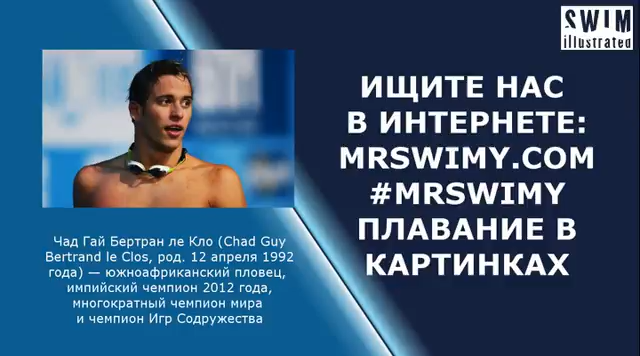 SWIM
illustrated
ИЩИТЕ НАС
В ИНТЕРНЕТЕ:
MRSWIMY.COM
#MRSWIMY
ПЛАВАНИЕ В
КАРТИНКАХ
Чад Гай Бертран ле Кло (Chad Guy
Bertrand le Clos, род. 12 апреля 1992
года) — южноафриканский пловец,
импийский чемпион 2012 года,
многократный чемпион мира
и чемпион Игр Содружества